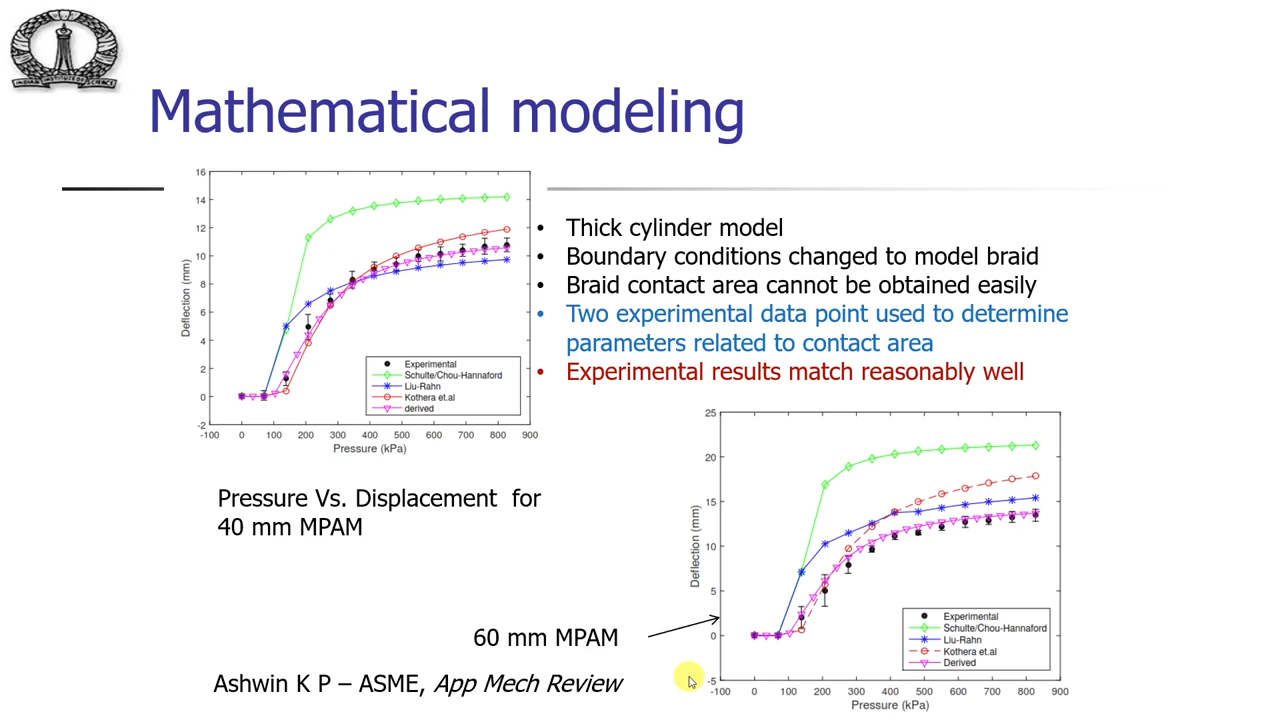 INDIAN INSTITUTE OF SCIENCE
Mathematical modeling
16
14
12
10
8
6
4
2
0
-2
Deflection (mm)
-100 0 100 200 300 400 500 600 700 800 900
Pressure (kPa)
Experimental
Schulte/Chou-Hannaford
Liu-Rahn
Kothera et.al
derived
• Thick cylinder model
• Boundary conditions changed to model braid
• Braid contact area cannot be obtained easily
• Two experimental data point used to determine
parameters related to contact area
• Experimental results match reasonably well
Pressure Vs. Displacement for
40 mm MPAM
25
20
15
10
5
0
-5
Deflection (mm)
-100 0 100 200 300 400 500 600 700 800 900
Pressure (kPa)
Experimental
Schulte/Chou-Hannaford
Liu-Rahn
Kothera et.al
Derived
60 mm MPAM
Ashwin K P – ASME, App Mech Review